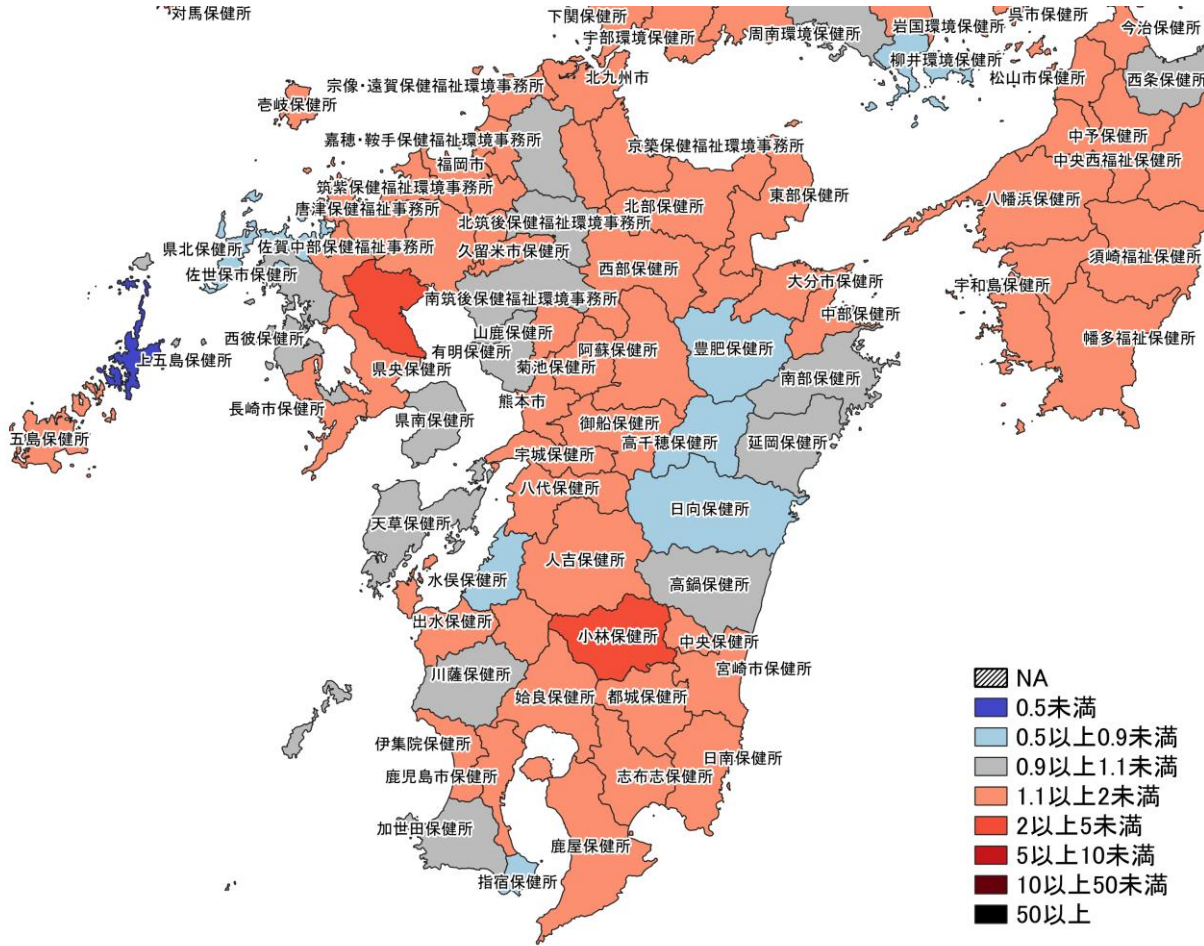 対馬保健所
下関保健所
宇部環境保健所
周南環境保健所
岩国環境保健所
呉市保健所
今治保健所
柳井環境保健所
松山市保健所
西条保健所
宗像・遠賀保健福祉環境事務所
北九州市
壱岐保健所
嘉穂・鞍手保健福祉環境事務所
京築保健福祉環境事務所
中予保健所
福岡市
中央西福祉保健所
筑紫保健福祉環境事務所
東部保健所
八幡浜保健所
唐津保健福祉事務所
北部保健所
北筑後保健福祉環境事務所
県北保健所
佐賀中部保健福祉事務所
久留米市保健所
須崎福祉保健所
佐世保市保健所
西部保健所
大分市保健所
宇和島保健所
南筑後保健福祉環境事務所
中部保健所
西彼保健所
山鹿保健所
幡多福祉保健所
上五島保健所
有明保健所
阿蘇保健所
豊肥保健所
県央保健所
菊池保健所
南部保健所
長崎市保健所
熊本市
県南保健所
御船保健所
五島保健所
高千穂保健所
延岡保健所
宇城保健所
八代保健所
日向保健所
天草保健所
人吉保健所
水俣保健所
高鍋保健所
出水保健所
小林保健所
中央保健所
川薩保健所
宮崎市保健所
姶良保健所
都城保健所
伊集院保健所
日南保健所
鹿児島市保健所
志布志保健所
加世田保健所
鹿屋保健所
指宿保健所
NA
0.5未満
0.5以上0.9未満
0.9以上1.1未満
1.1以上2未満
2以上5未満
5以上10未満
10以上50未満
50以上